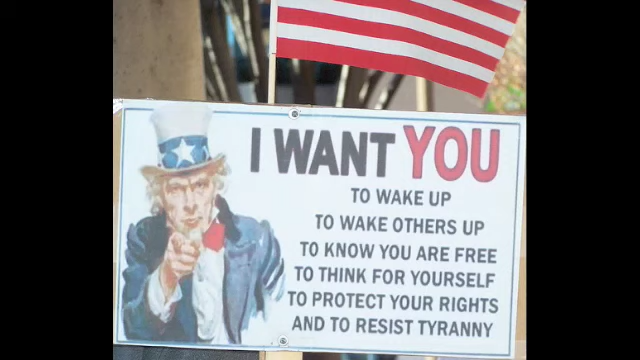 I WANT YOU
TO WAKE UP
TO WAKE OTHERS UP
TO KNOW YOU ARE FREE
TO THINK FOR YOURSELF
TO PROTECT YOUR RIGHTS
AND TO RESIST TYRANNY